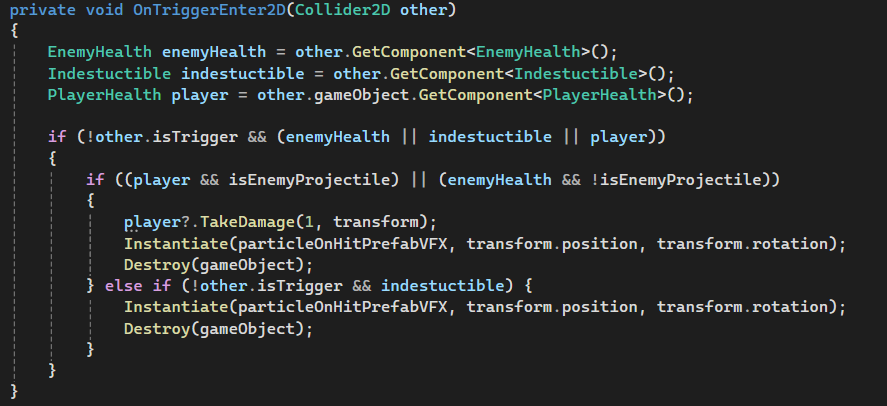 private void OnTriggerEnter2D(Collider2D other)
{
    EnemyHealth enemyHealth = other.GetComponent<EnemyHealth>();
    Indestuctible indestuctible = other.GetComponent<Indestuctible>();
    PlayerHealth player = other.gameObject.GetComponent<PlayerHealth>();

    if (!other.isTrigger && (enemyHealth || indestuctible || player))
    {
        if ((player && isEnemyProjectile) || (enemyHealth && !isEnemyProjectile))
        {
            player?.TakeDamage(1, transform);
            Instantiate(particleOnHitPrefabVFX, transform.position, transform.rotation);
            Destroy(gameObject);
        } else if (!other.isTrigger && indestuctible) {
            Instantiate(particleOnHitPrefabVFX, transform.position, transform.rotation);
            Destroy(gameObject);
        }
    }
}